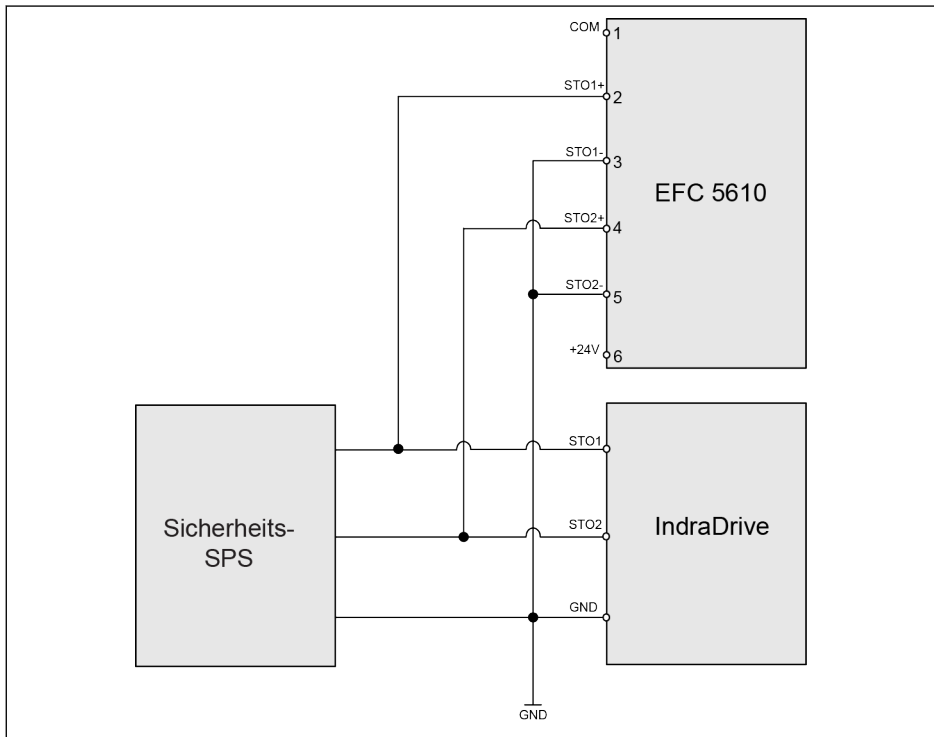 COM 1
STO1+ 2
STO1- 3
EFC 5610
STO2+ 4
STO2- 5
+24V 6
STO1
Sicherheits-
SPS
STO2
IndraDrive
GND
GND